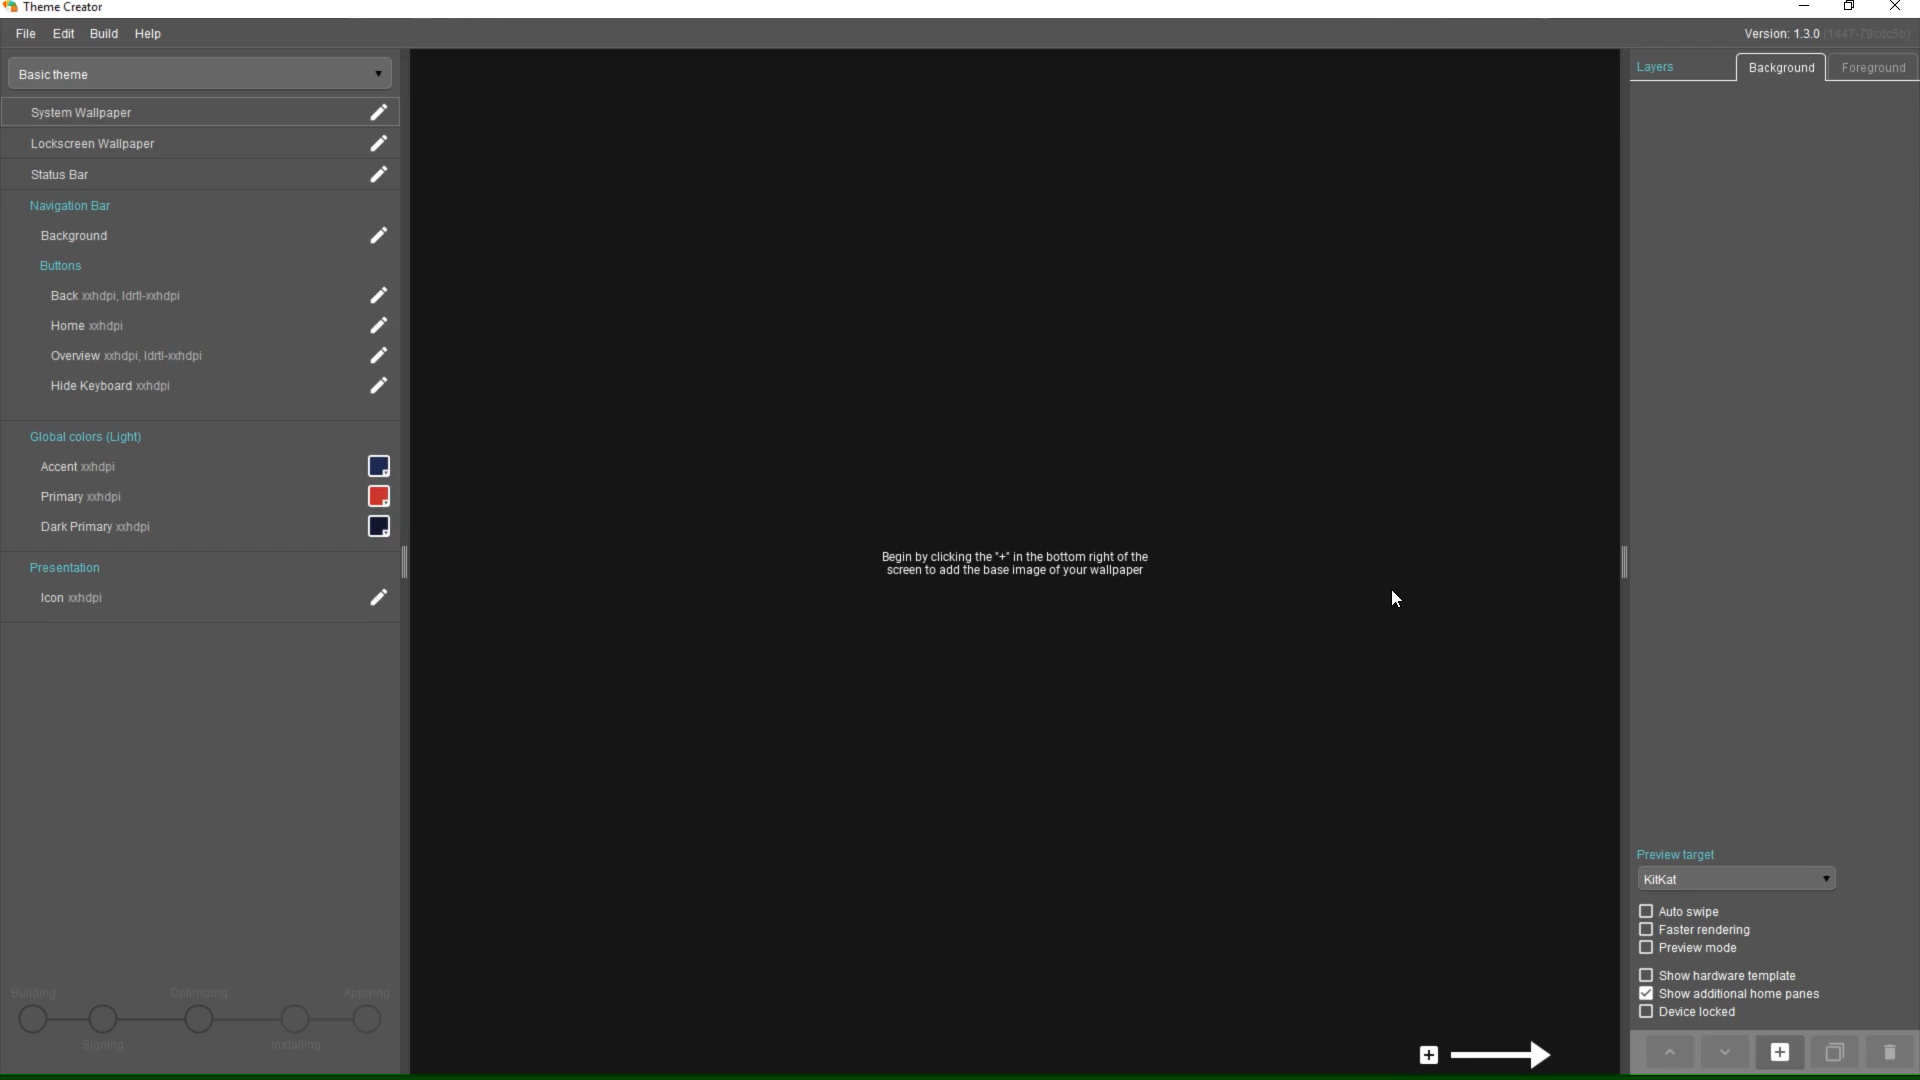 Theme Creator
File Edit Build Help
Version: 1.3.0 (1447-79cdc5b)
Basic theme
System Wallpaper
Lockscreen Wallpaper
Status Bar
Navigation Bar
Background
Buttons
Back xxhdpi, ldrtl-xxhdpi
Home xxhdpi
Overview xxhdpi, ldrtl-xxhdpi
Hide Keyboard xxhdpi
Global colors (Light)
Accent xxhdpi
Primary xxhdpi
Dark Primary xxhdpi
Presentation
Icon xxhdpi
Building
Optimizing
Applying
Signing
Installing
Begin by clicking the "+" in the bottom right of the
screen to add the base image of your wallpaper
Layers
Background
Foreground
Preview target
KitKat
Auto swipe
Faster rendering
Preview mode
Show hardware template
Show additional home panes
Device locked